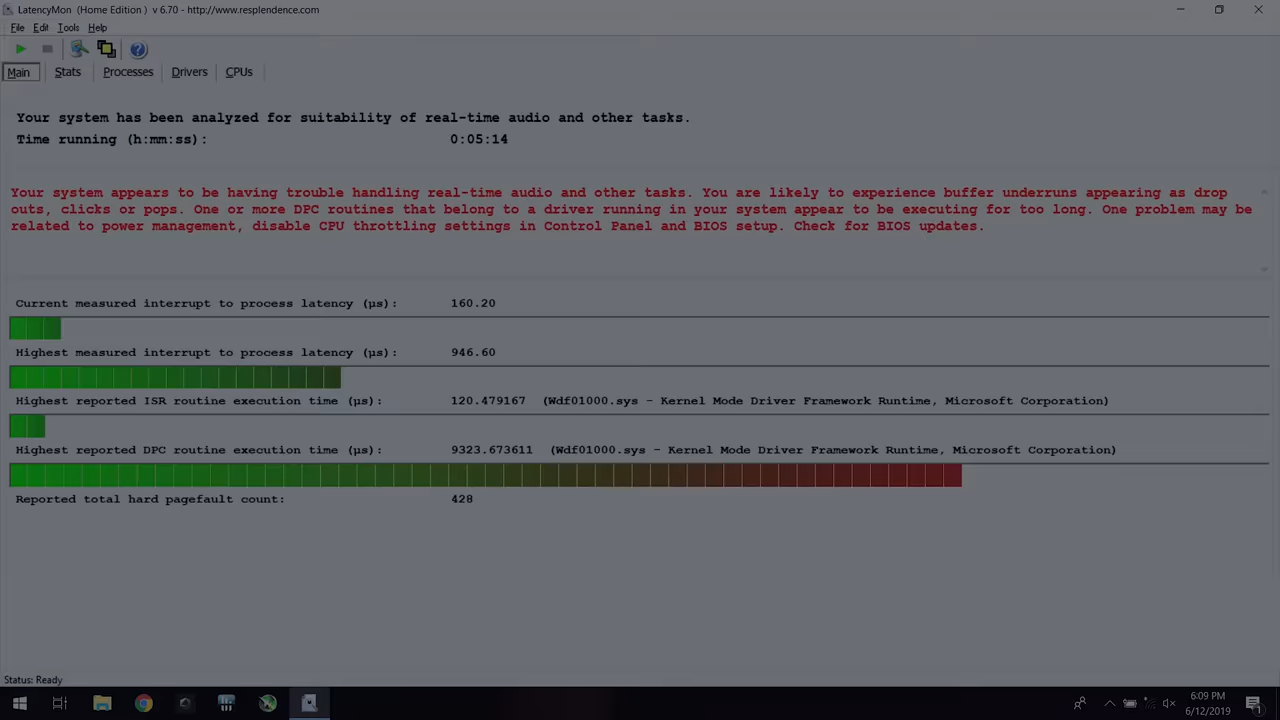 LatencyMon (Home Edition ) v 6.70 - http://www.resplendence.com
File Edit Tools Help
Main Stats Processes Drivers CPUs
Your system has been analyzed for suitability of real-time audio and other tasks.
Time running (h:mm:ss): 0:05:14
Your system appears to be having trouble handling real-time audio and other tasks. You are likely to experience buffer underruns appearing as drop
outs, clicks or pops. One or more DPC routines that belong to a driver running in your system appear to be executing for too long. One problem may be
related to power management, disable CPU throttling settings in Control Panel and BIOS setup. Check for BIOS updates.
Current measured interrupt to process latency (µs): 160.20
Highest measured interrupt to process latency (µs): 946.60
Highest reported ISR routine execution time (µs): 120.479167 (Wdf01000.sys - Kernel Mode Driver Framework Runtime, Microsoft Corporation)
Highest reported DPC routine execution time (µs): 9323.673611 (Wdf01000.sys - Kernel Mode Driver Framework Runtime, Microsoft Corporation)
Reported total hard pagefault count: 428
Status: Ready
6:09 PM
6/12/2019
1